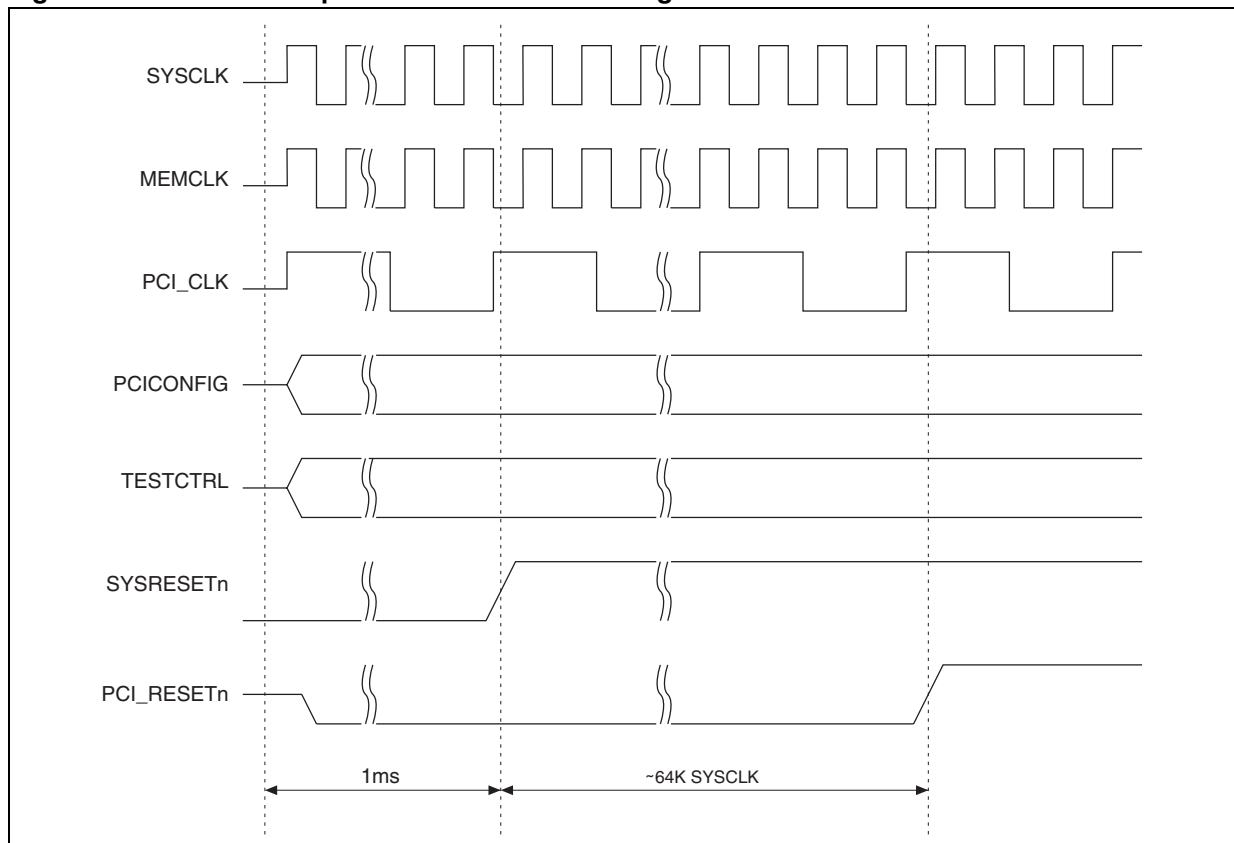 SYSCLK
MEMCLK
PCI_CLK
PCICONFIG
TESTCTRL
SYSRESETn
PCI_RESETn
1ms
~64K SYSCLK